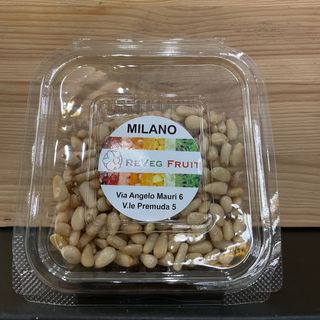 MILANO
REVEG FRUIT
Via Angelo Mauri 6
V.le Premuda 5